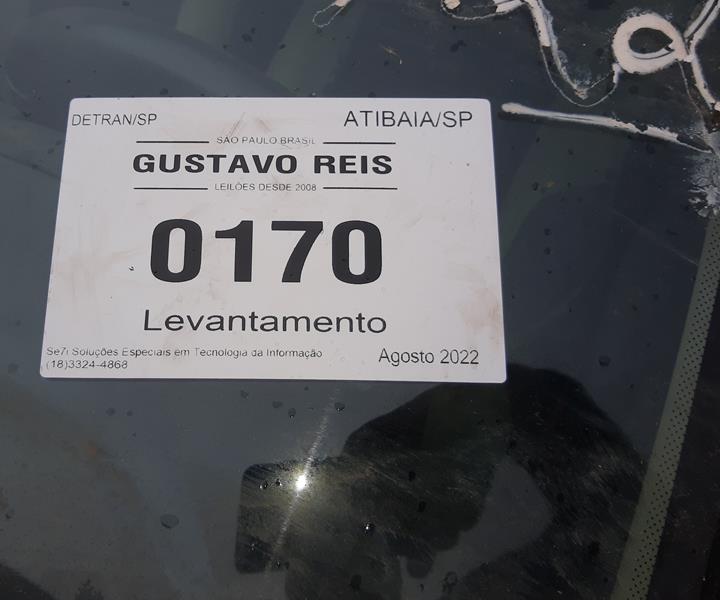 DETRAN/SP ATIBAIA/SP
SÃO PAULO BRASIL
GUSTAVO REIS
LEILÕES DESDE 2008
0170
Levantamento
Se7i Soluções Especiais em Tecnologia da Informação
(18)3324-4868 Agosto 2022